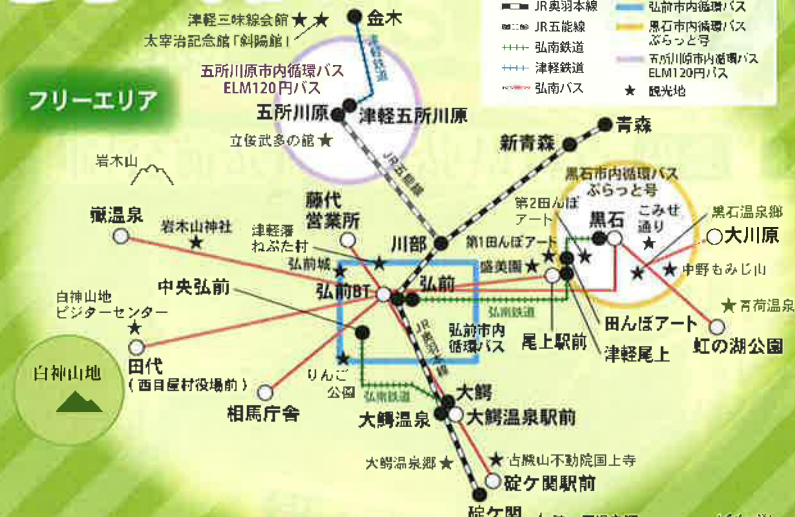 フリーエリア
JR奥羽本線
JR五能線
弘南鉄道
津軽鉄道
弘南バス
弘前市内循環バス
黒石市内循環バス
ぷらっと号
五所川原市内循環バス
ELM120円バス
★ 観光地
津軽三味線会館★
★
太宰治記念館「斜陽館」
金木
津軽鉄道
五所川原市内循環バス
ELM120円バス
五所川原
津軽五所川原
立佞武多の館★
JR五能線
新青森
青森
岩木山
嶽温泉
岩木山神社
★
藤代
営業所
津軽藩
ねぷた村
★
川部
弘前城
★
中央弘前
弘前BT
弘前
弘南鉄道
第1田んぼアート
★
盛美園★
第2田んぼ
アート
★
黒石市内循環バス
ぷらっと号
黒石
こみせ
通り
★
黒石温泉郷
★
大川原
★中野もみじ山
★青荷温泉
虹の湖公園
尾上駅前
田んぼアート
津軽尾上
白神山地
ビジターセンター
★
田代
(西目屋村役場前)
白神山地
相馬庁舎
★
りんご
公園
弘前市内
循環バス
JR奥羽本線
弘南鉄道
大鰐
大鰐温泉
大鰐温泉駅前
大鰐温泉郷★
★古懸山不動院国上寺
碇ケ関駅前
碇ケ関